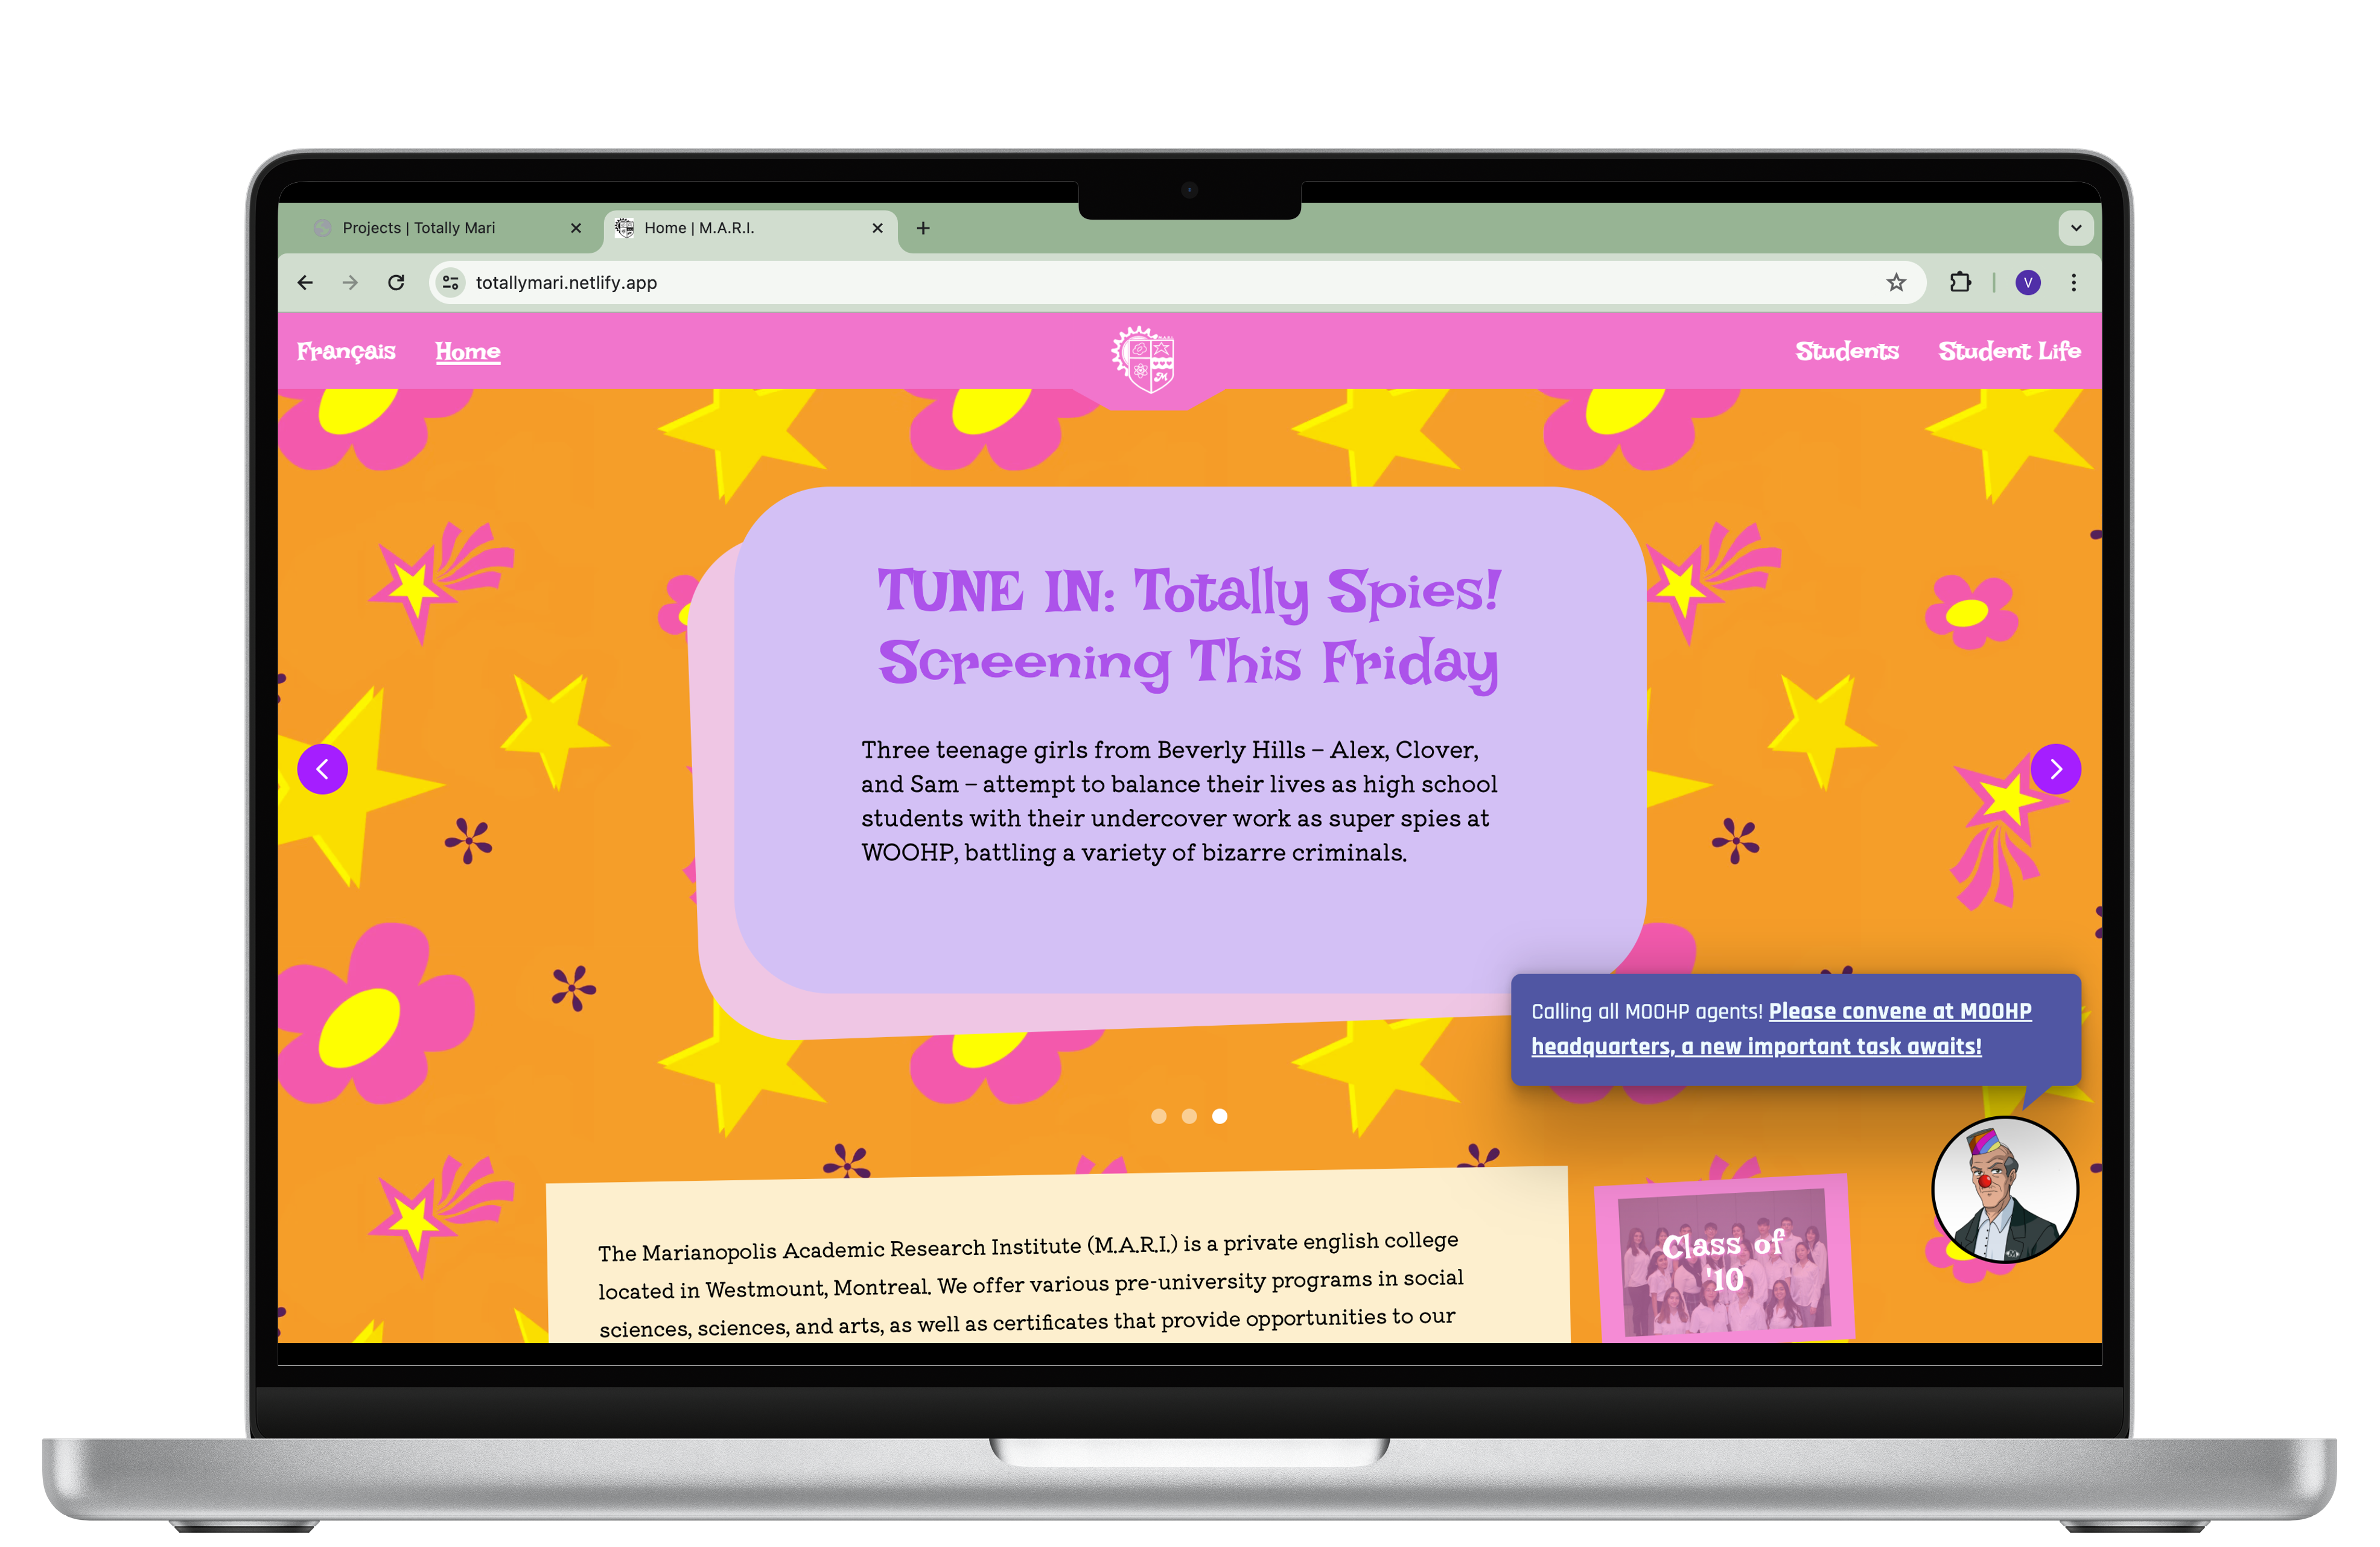 Projects | Totally Mari
Home | M.A.R.I.
totallymari.netlify.app
V
Français
Home
Students
Student Life
TUNE IN: Totally Spies!
Screening This Friday
Three teenage girls from Beverly Hills – Alex, Clover,
and Sam – attempt to balance their lives as high school
students with their undercover work as super spies at
WOOHP, battling a variety of bizarre criminals.
Calling all MOOHP agents! Please convene at MOOHP
headquarters, a new important task awaits!
The Marianopolis Academic Research Institute (M.A.R.I.) is a private english college
located in Westmount, Montreal. We offer various pre-university programs in social
sciences, sciences, and arts, as well as certificates that provide opportunities to our
Class of
'10